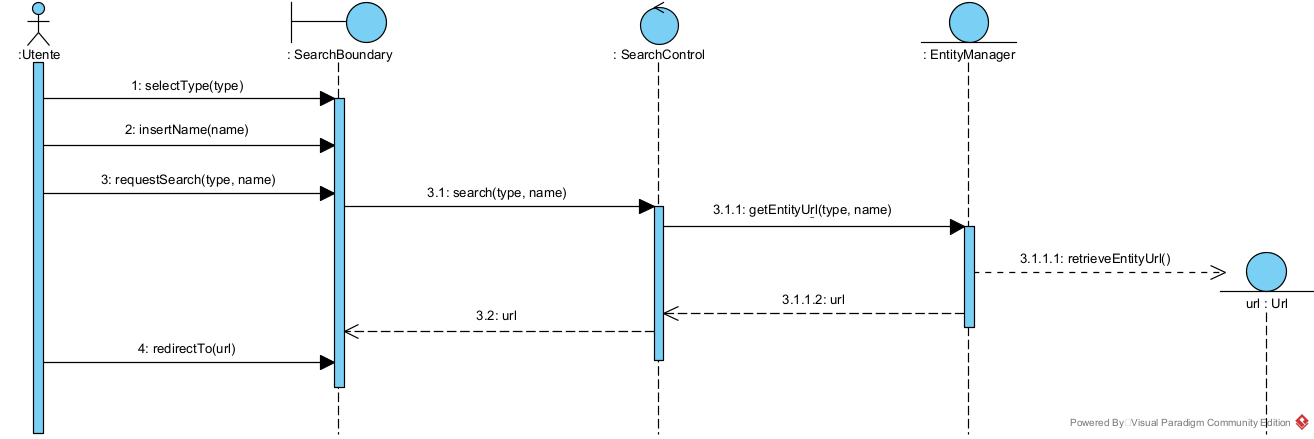 :Utente
: SearchBoundary
: SearchControl
: EntityManager
1: selectType(type)
2: insertName(name)
3: requestSearch(type, name)
3.1: search(type, name)
3.1.1: getEntityUrl(type, name)
3.1.1.1: retrieveEntityUrl()
url : Url
3.1.1.2: url
3.2: url
4: redirectTo(url)
Powered By Visual Paradigm Community Edition